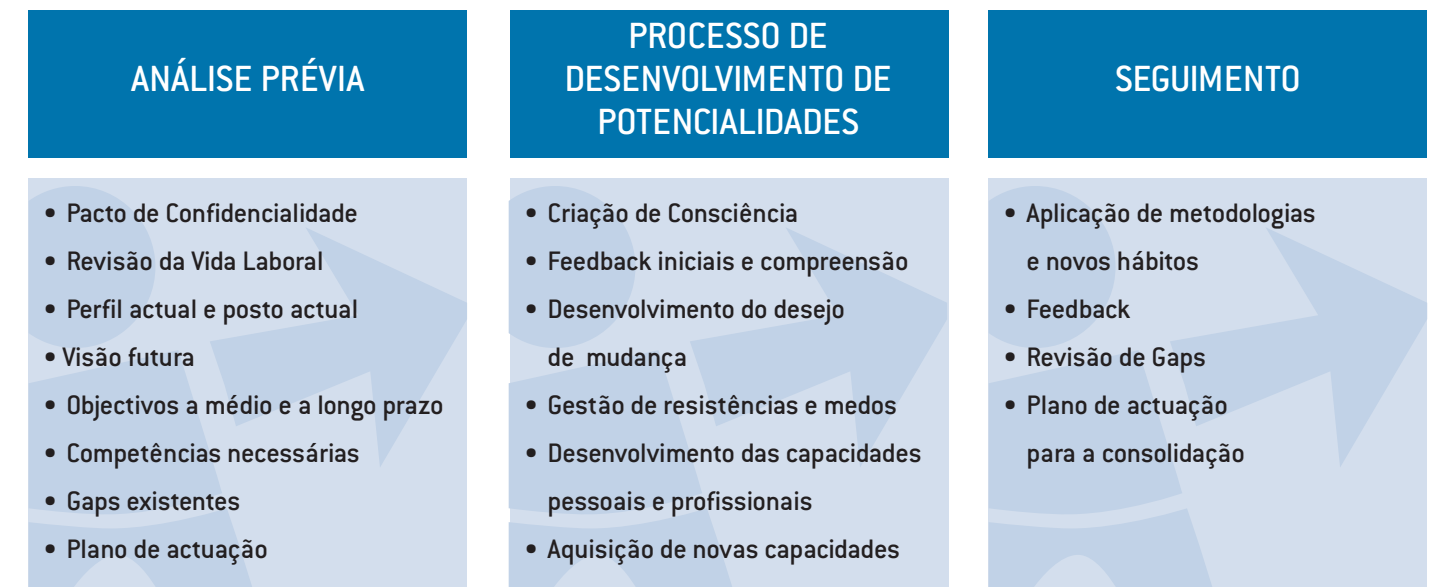 ANÁLISE PRÉVIA
• Pacto de Confidencialidade
• Revisão da Vida Laboral
• Perfil actual e posto actual
• Visão futura
• Objectivos a médio e a longo prazo
• Competências necessárias
• Gaps existentes
• Plano de actuação
PROCESSO DE
DESENVOLVIMENTO DE
POTENCIALIDADES
• Criação de Consciência
• Feedback iniciais e compreensão
• Desenvolvimento do desejo
de mudança
• Gestão de resistências e medos
• Desenvolvimento das capacidades
pessoais e profissionais
• Aquisição de novas capacidades
SEGUIMENTO
• Aplicação de metodologias
e novos hábitos
• Feedback
• Revisão de Gaps
• Plano de actuação
para a consolidação